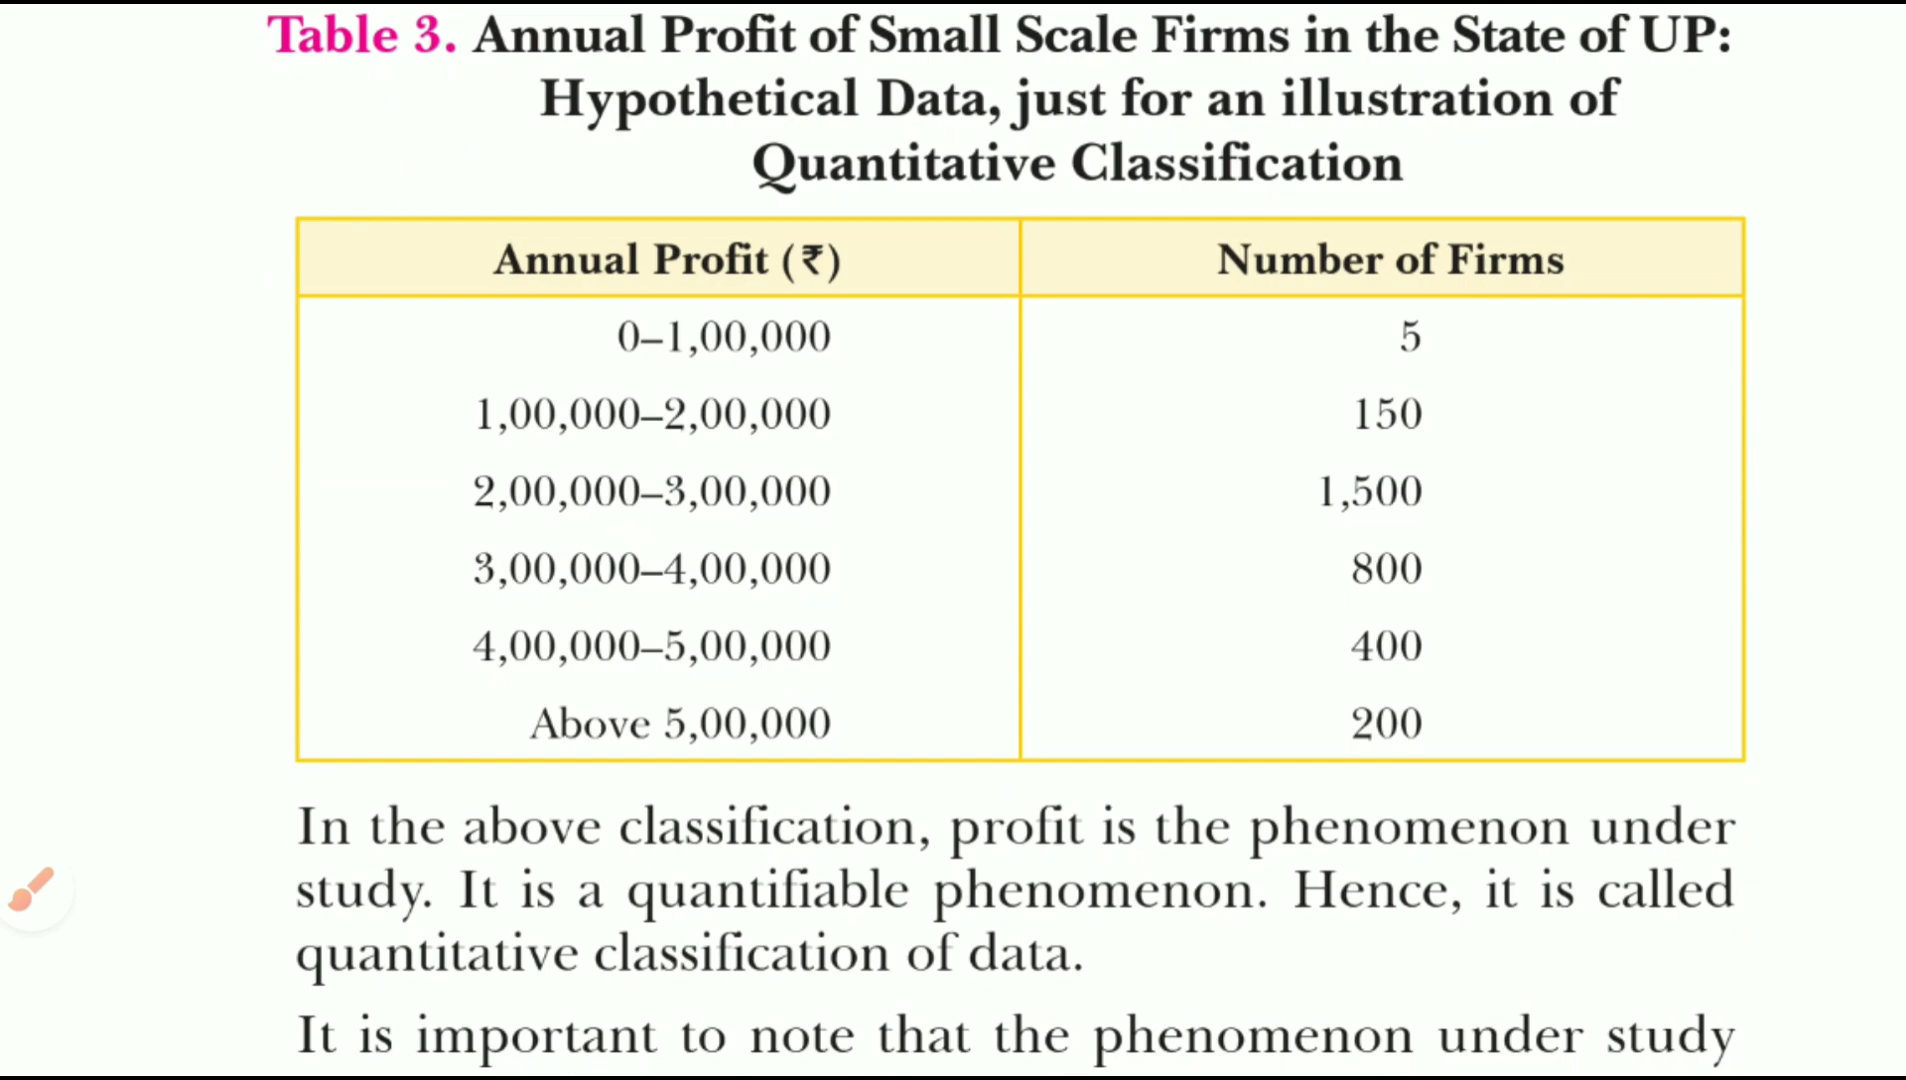 Table 3. Annual Profit of Small Scale Firms in the State of UP:
Hypothetical Data, just for an illustration of
Quantitative Classification
Annual Profit (₹) Number of Firms
0–1,00,000 5
1,00,000–2,00,000 150
2,00,000–3,00,000 1,500
3,00,000–4,00,000 800
4,00,000–5,00,000 400
Above 5,00,000 200
In the above classification, profit is the phenomenon under
study. It is a quantifiable phenomenon. Hence, it is called
quantitative classification of data.
It is important to note that the phenomenon under study